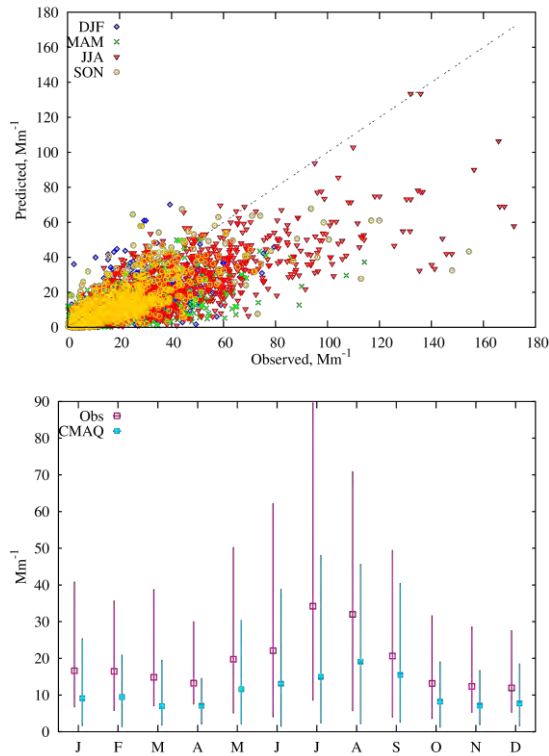 180
160
140
120
100
80
60
40
20
0
Predicted, Mm-1
DJF
MAM
JJA
SON
0 20 40 60 80 100 120 140 160 180
Observed, Mm-1
90
80
70
60
50
40
30
20
10
0
Mm-1
Obs
CMAQ
J F M A M J J A S O N D